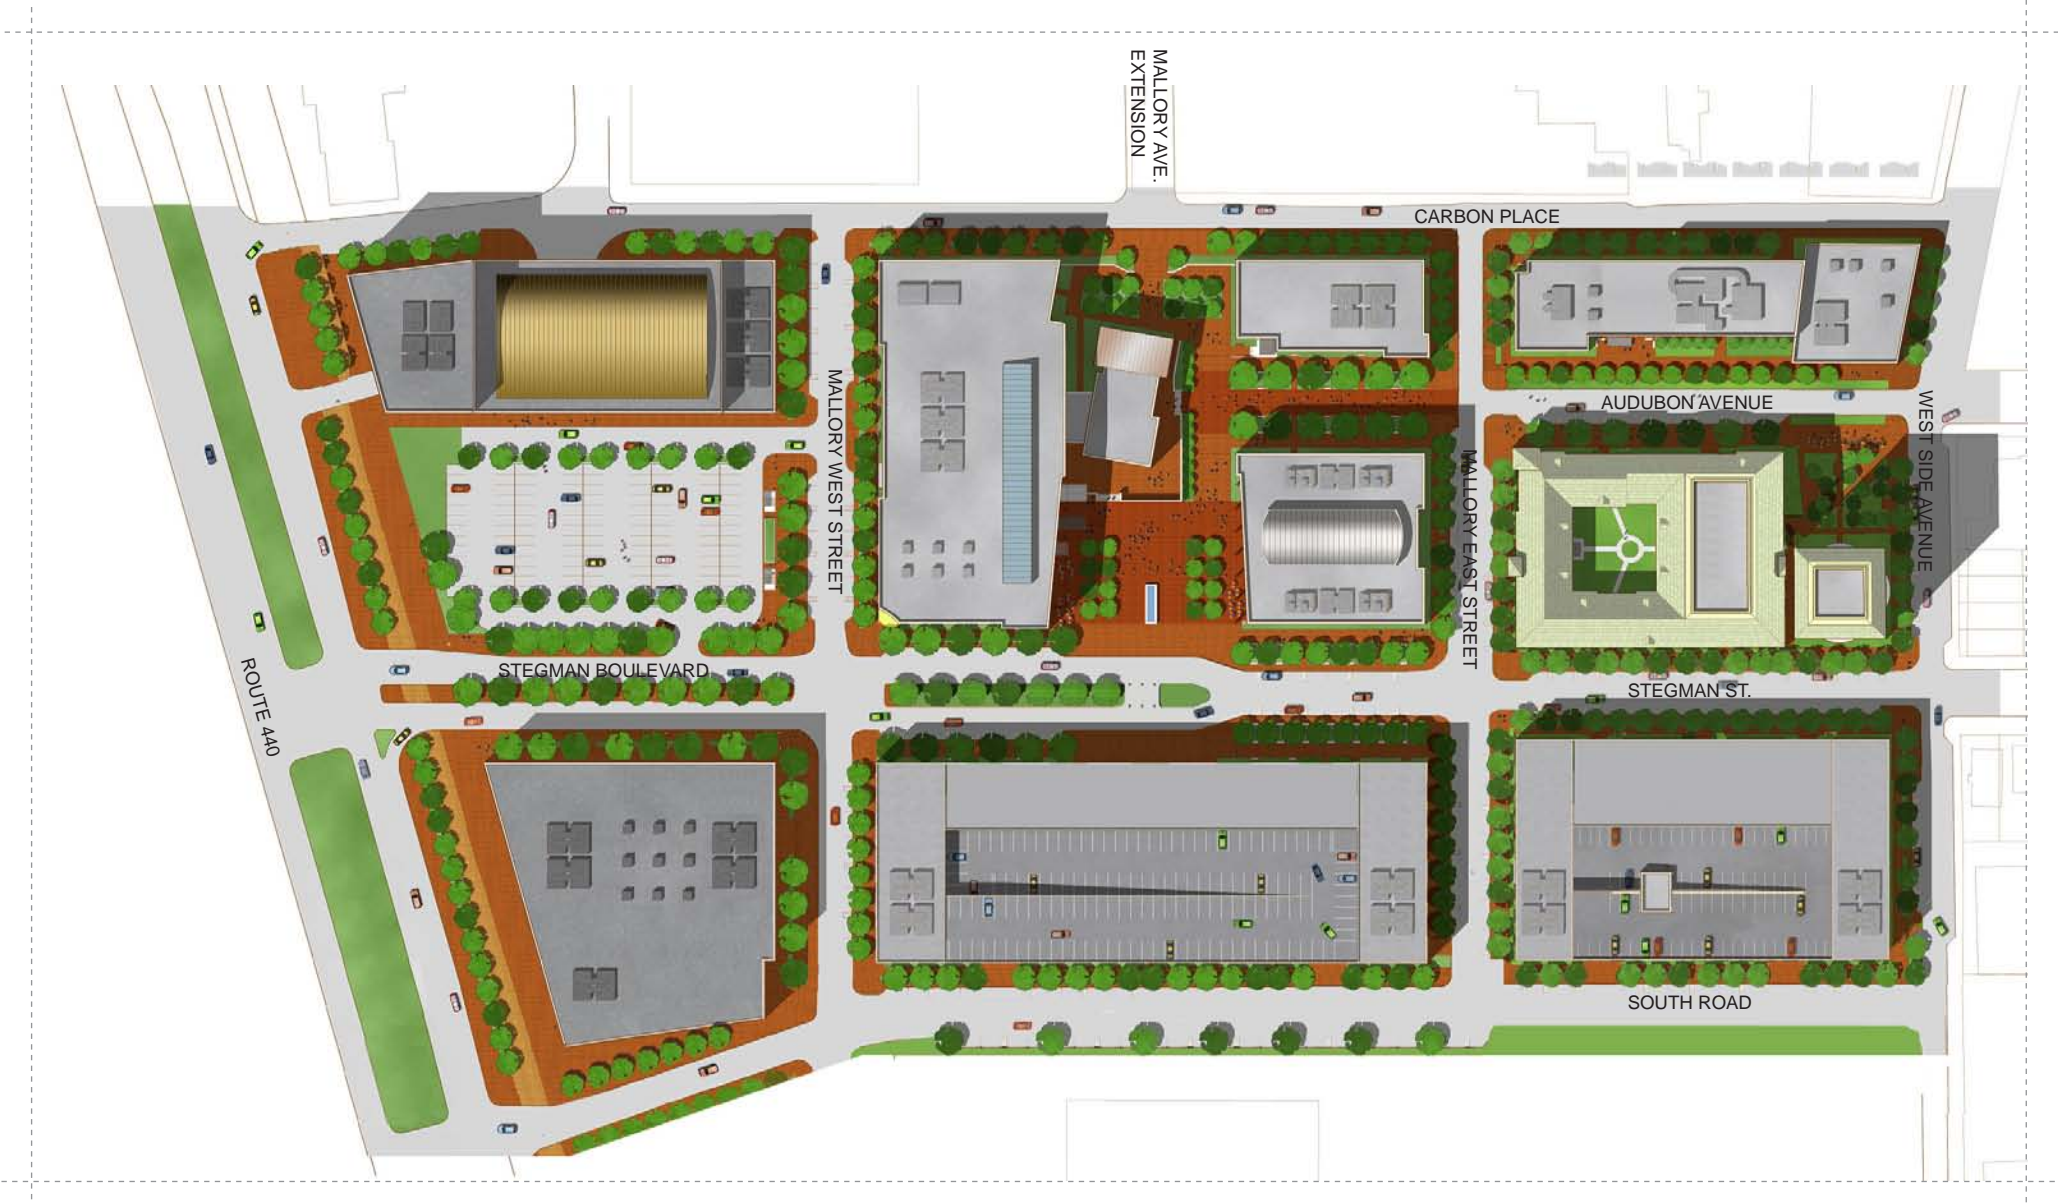 MALLORY AVE.
EXTENSION
CARBON PLACE
MALLORY WEST STREET
AUDUBON AVENUE
WEST SIDE AVENUE
MALLORY EAST STREET
STEGMAN BOULEVARD
STEGMAN ST.
ROUTE 440
SOUTH ROAD